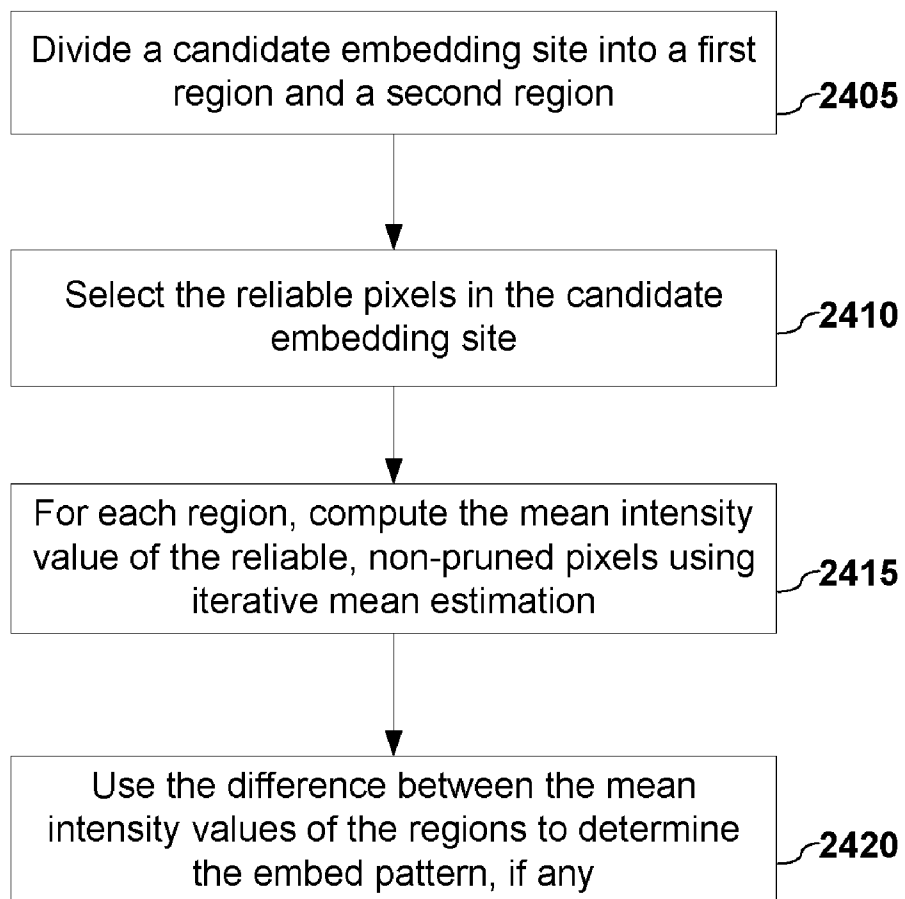 Divide a candidate embedding site into a first
region and a second region
2405
Select the reliable pixels in the candidate
embedding site
2410
For each region, compute the mean intensity
value of the reliable, non-pruned pixels using
iterative mean estimation
2415
Use the difference between the mean
intensity values of the regions to determine
the embed pattern, if any
2420